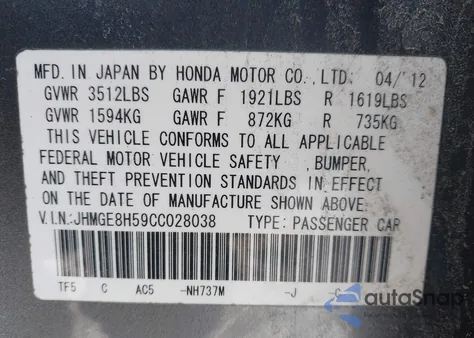 MFD. IN JAPAN BY HONDA MOTOR CO.,LTD. 04/'12
GVWR 3512LBS GAWR F 1921LBS R 1619LBS
GVWR 1594KG GAWR F 872KG R 735KG
THIS VEHICLE CONFORMS TO ALL APPLICABLE
FEDERAL MOTOR VEHICLE SAFETY ,BUMPER,
AND THEFT PREVENTION STANDARDS IN EFFECT
ON THE DATE OF MANUFACTURE SHOWN ABOVE.
V.I.N.:JHMGE8H59CC028038 TYPE: PASSENGER CAR
TF5 C AC5 -NH737M -J -C
autoSnap